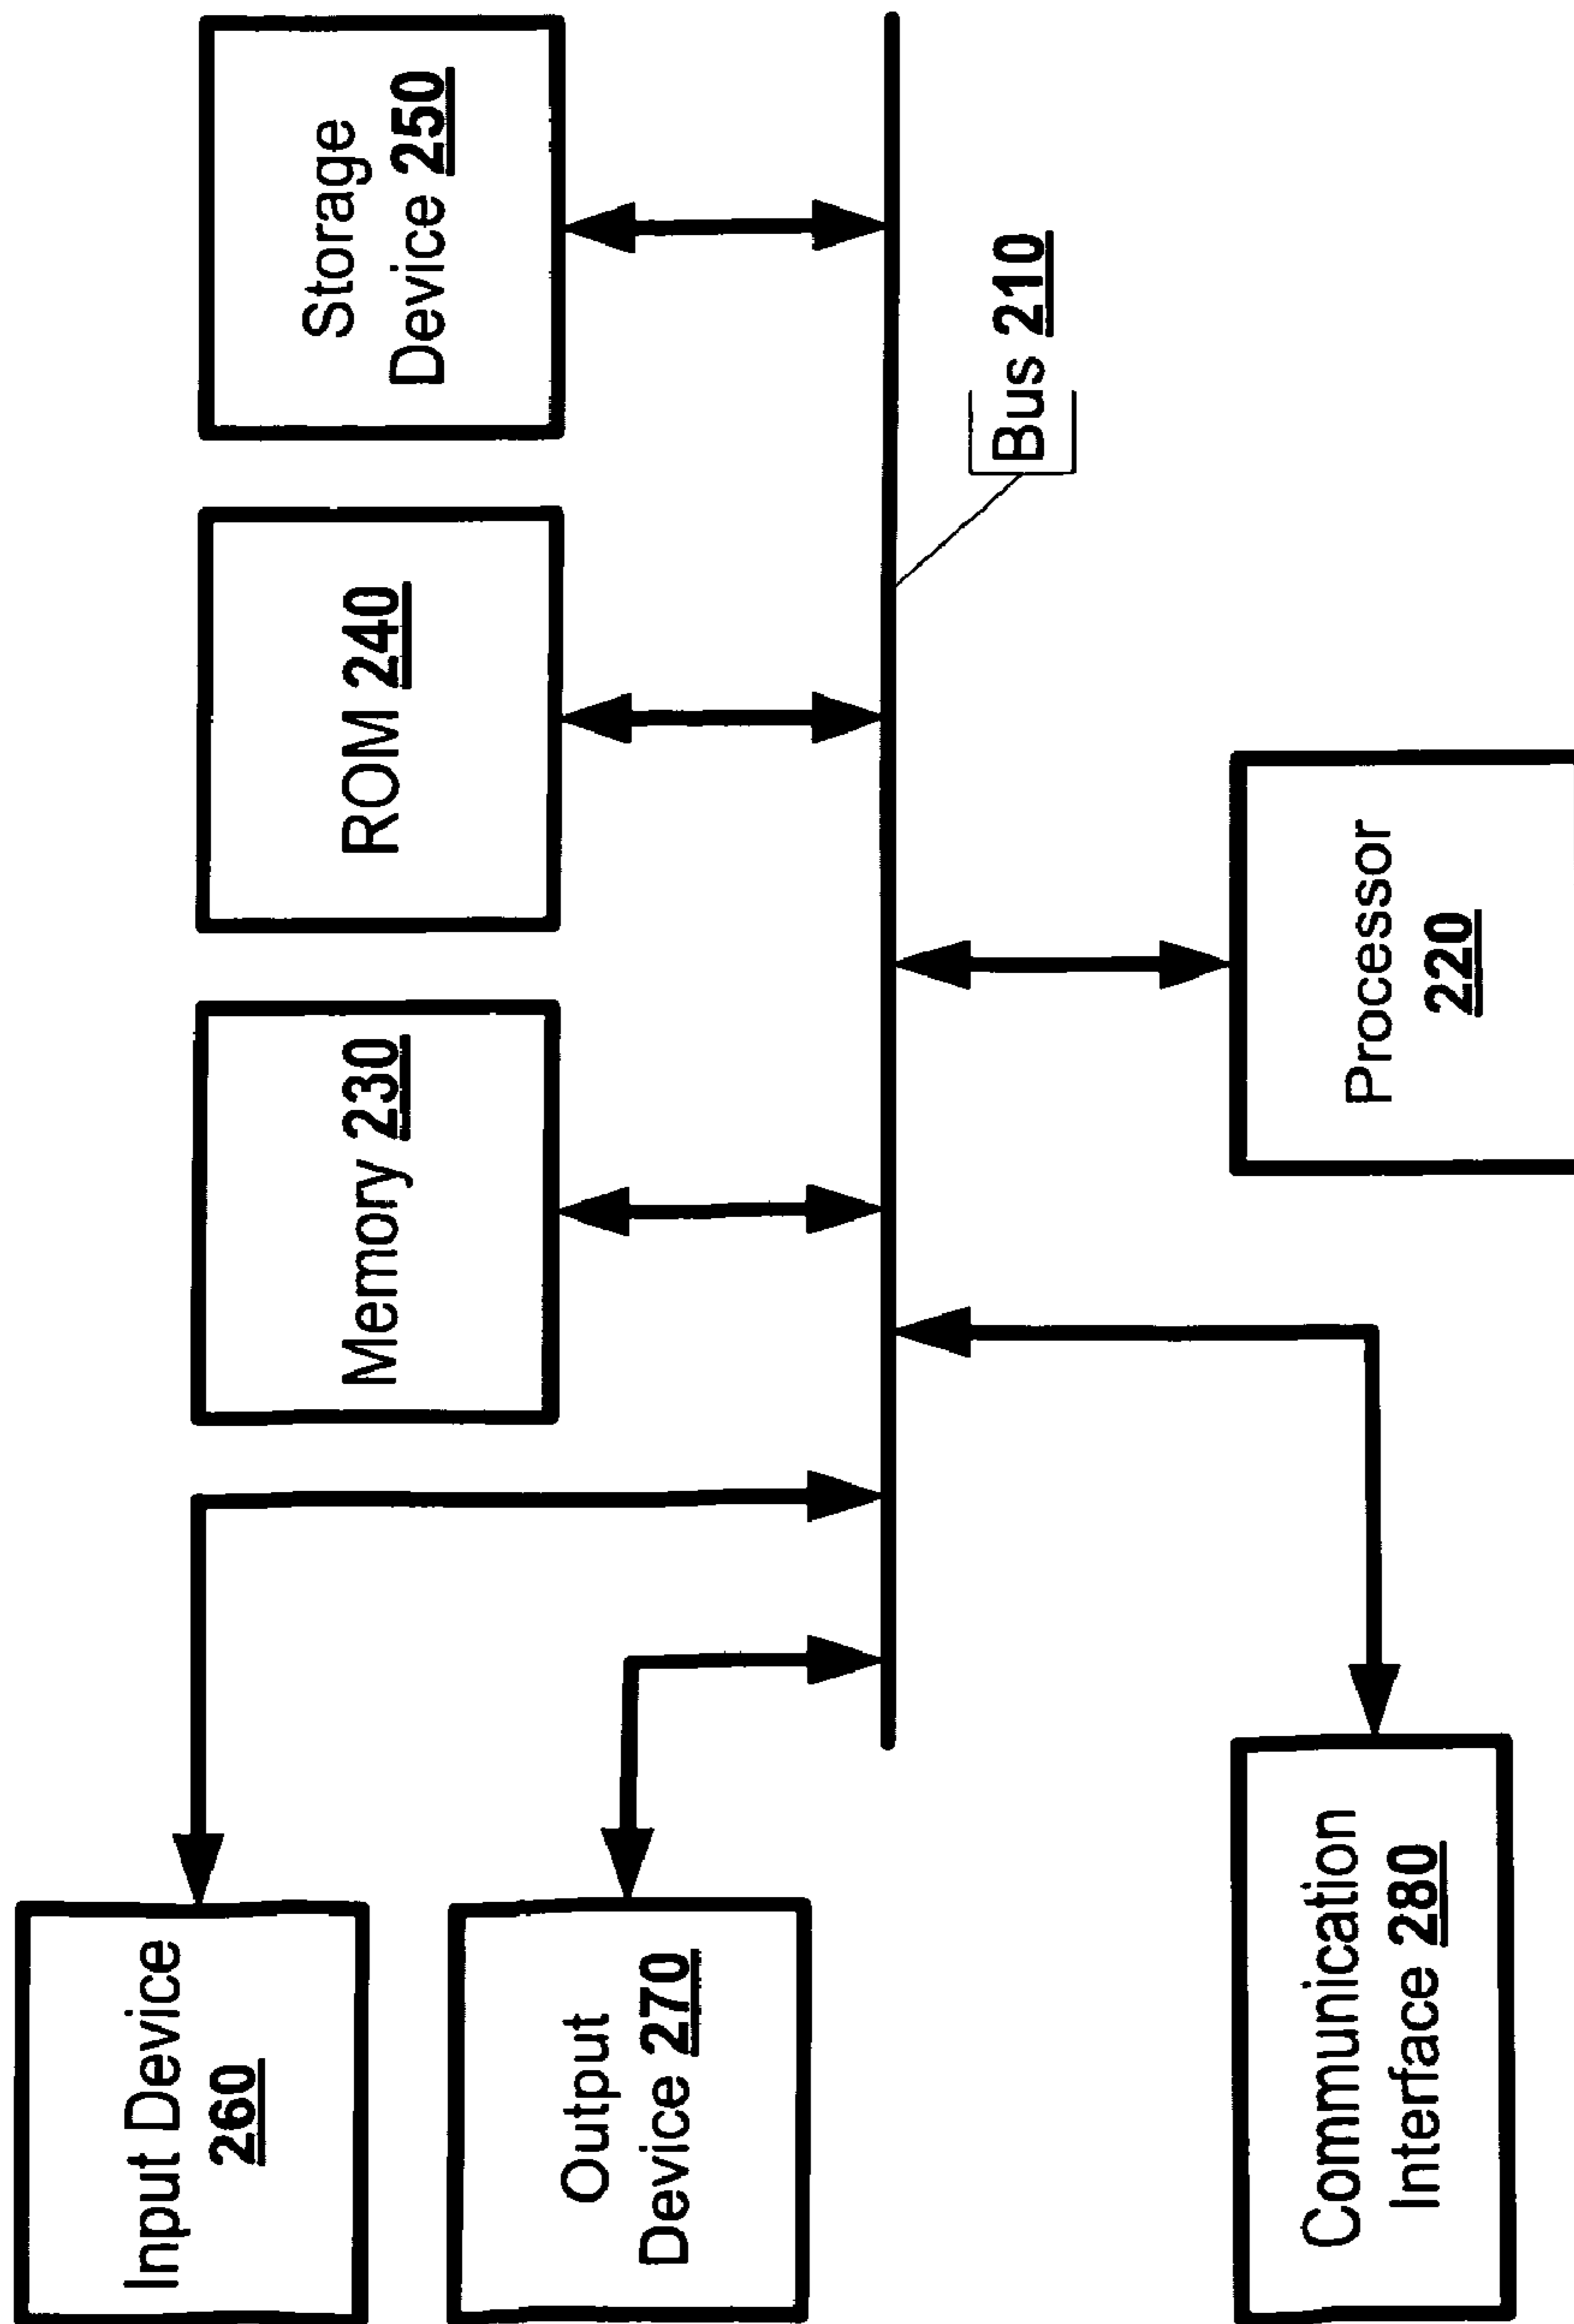 Input Device
260
Output
Device 270
Communication
Interface 280
Memory 230
ROM 240
Storage
Device 250
Bus 210
Processor
220